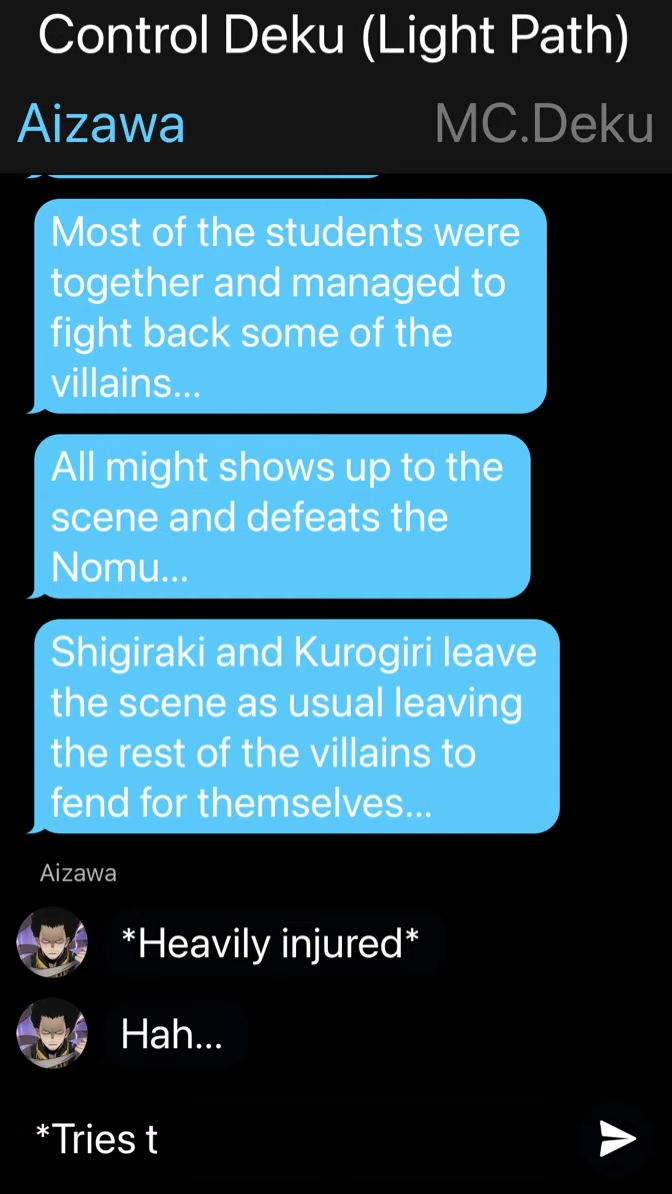 Control Deku (Light Path)
Aizawa
MC.Deku
Most of the students were
together and managed to
fight back some of the
villains...
All might shows up to the
scene and defeats the
Nomu...
Shigiraki and Kurogiri leave
the scene as usual leaving
the rest of the villains to
fend for themselves...
Aizawa
*Heavily injured*
Hah...
*Tries t